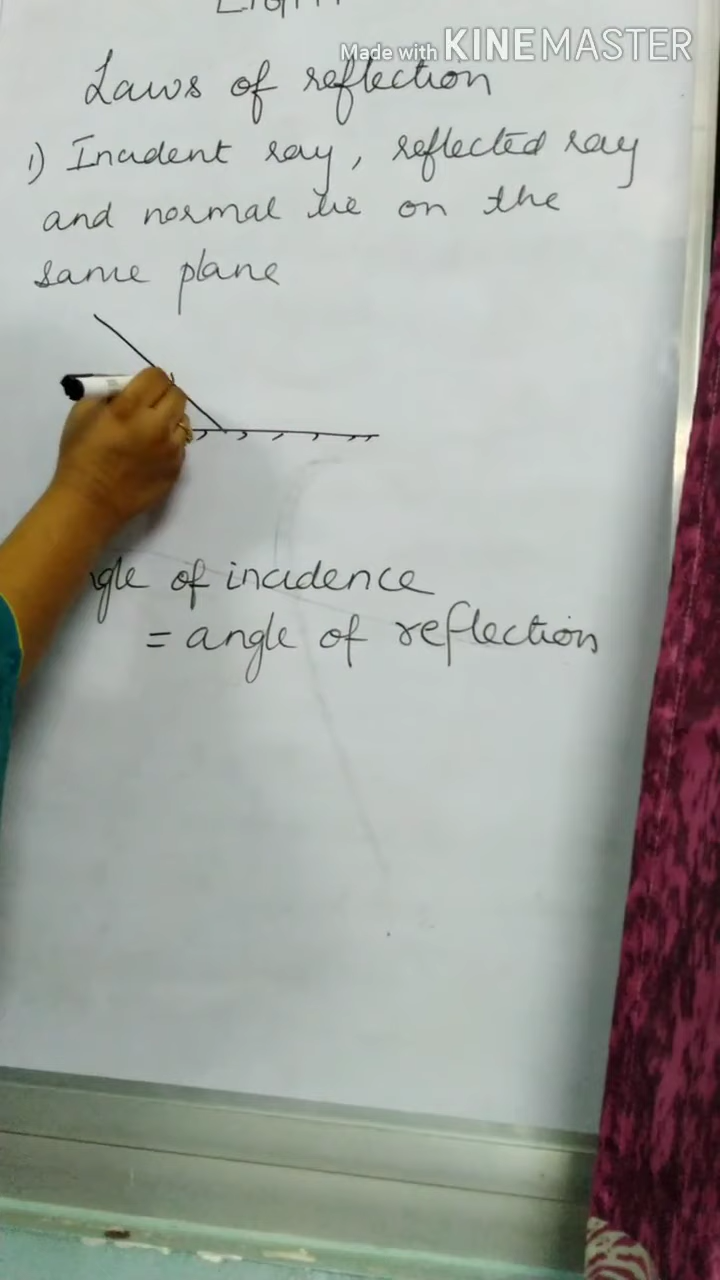 Made with KINEMASTER
Laws of reflection
1) Incident ray, reflected ray
and normal lie on the
same plane
gle of incidence
= angle of reflection